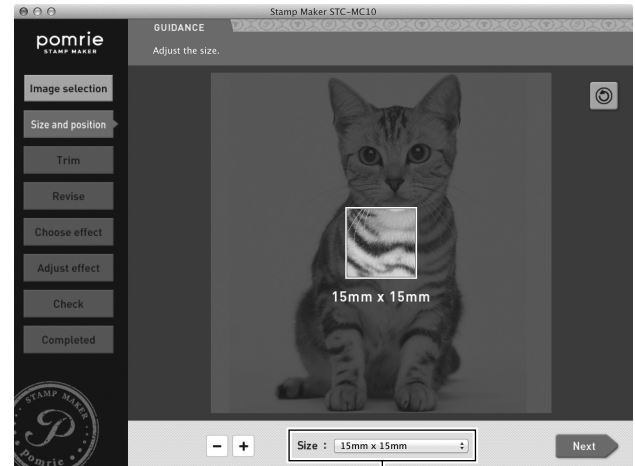 Stamp Maker STC-MC10
pomrie
STAMP MAKER
GUIDANCE
Adjust the size.
Image selection
Size and position
Trim
Revise
Choose effect
Adjust effect
Check
Completed
15mm x 15mm
STAMP MAKER
P
pomrie
− +
Size : 15mm x 15mm
Next